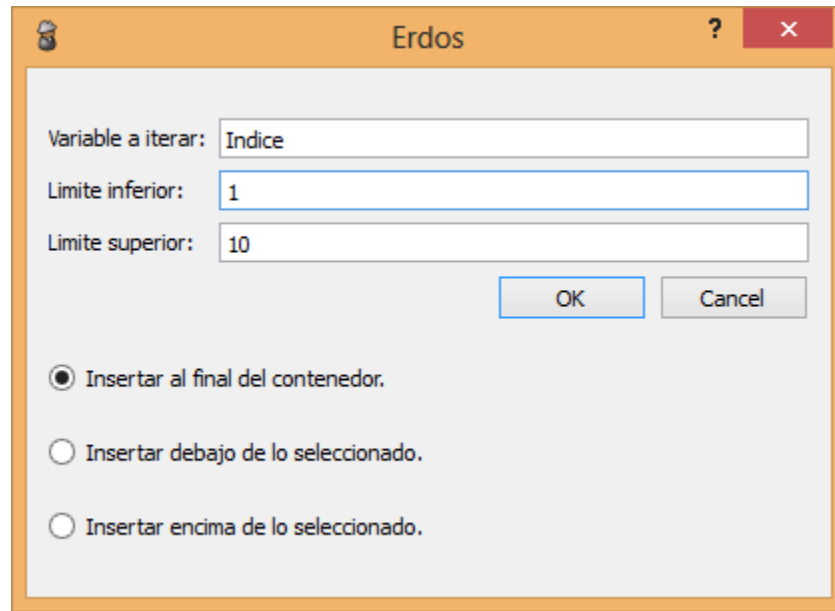 Erdos
?
Variable a iterar: Indice
Limite inferior: 1
Limite superior: 10
OK Cancel
Insertar al final del contenedor.
Insertar debajo de lo seleccionado.
Insertar encima de lo seleccionado.